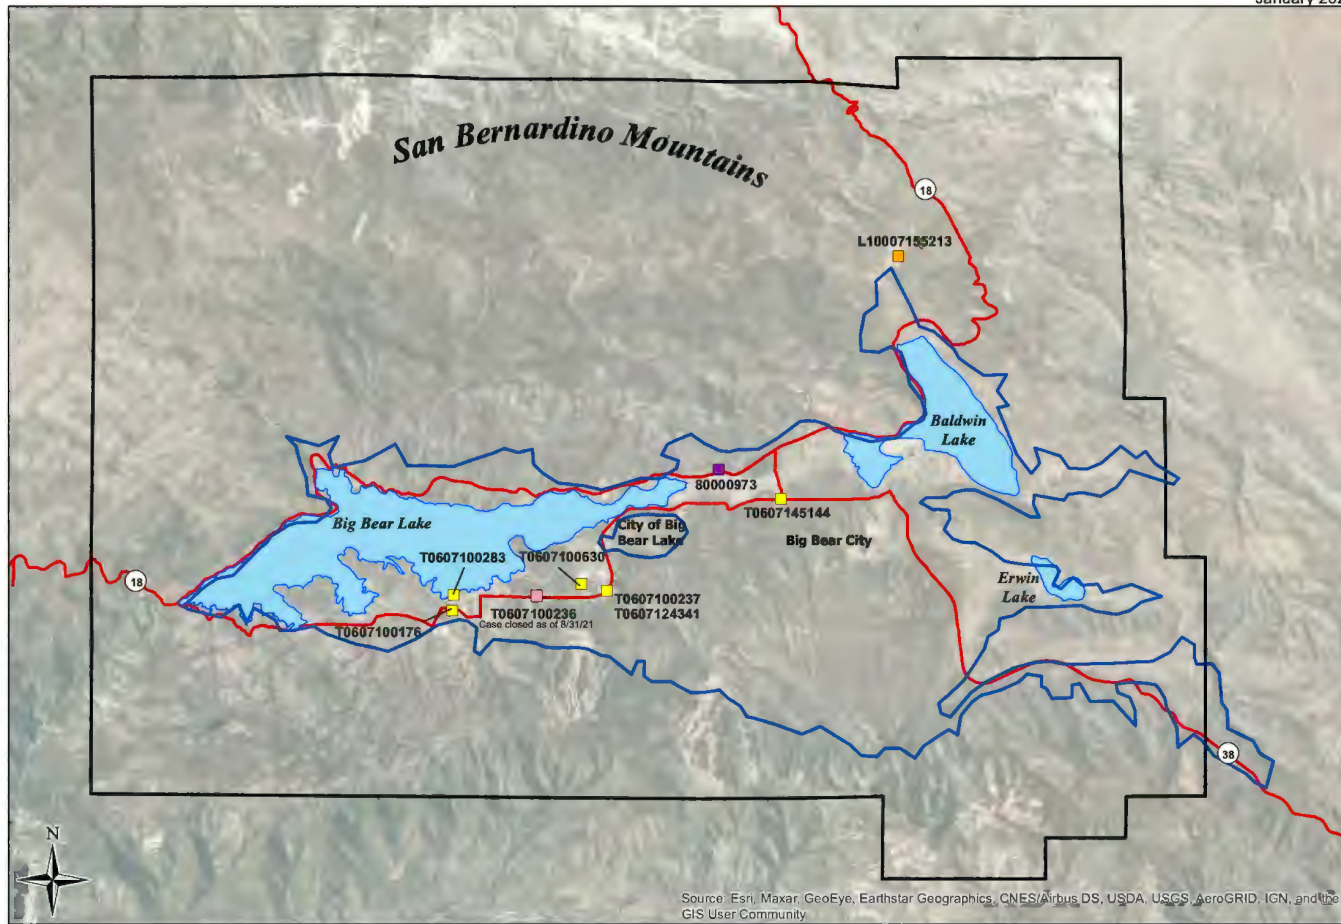 San Bernardino Mountains
18
L10007155213
Baldwin
Lake
80000973
T0607145144
Big Bear Lake
City of Big
Bear Lake
Big Bear City
T0607100283
T0607100630
Erwin
Lake
T0607100237
T0607124341
T0607100236
Case closed as of 8/31/21
T0607100176
18
38
N
Source: Esri, Maxar, GeoEye, Earthstar Geographics, CNES/Airbus DS, USDA, USGS, AeroGRID, IGN, and the
GIS User Community